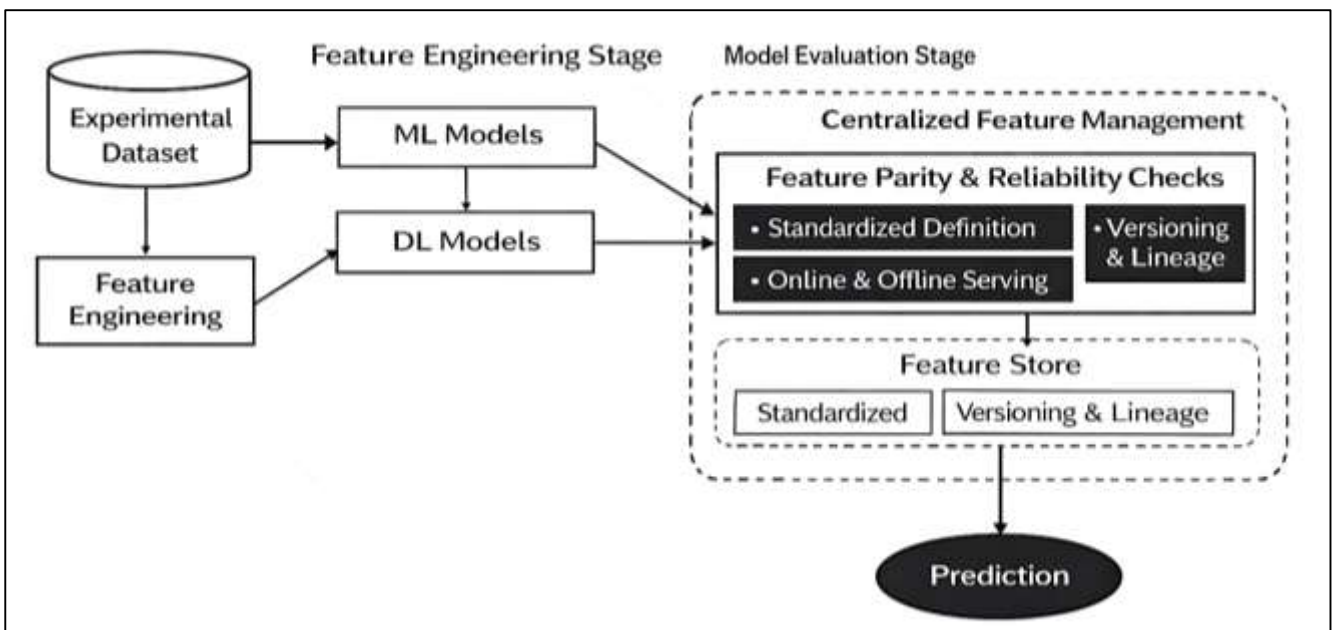 Feature Engineering Stage
Model Evaluation Stage
Experimental
Dataset
ML Models
DL Models
Feature
Engineering
Centralized Feature Management
Feature Parity & Reliability Checks
• Standardized Definition
• Online & Offline Serving
• Versioning
& Lineage
Feature Store
Standardized
Versioning & Lineage
Prediction